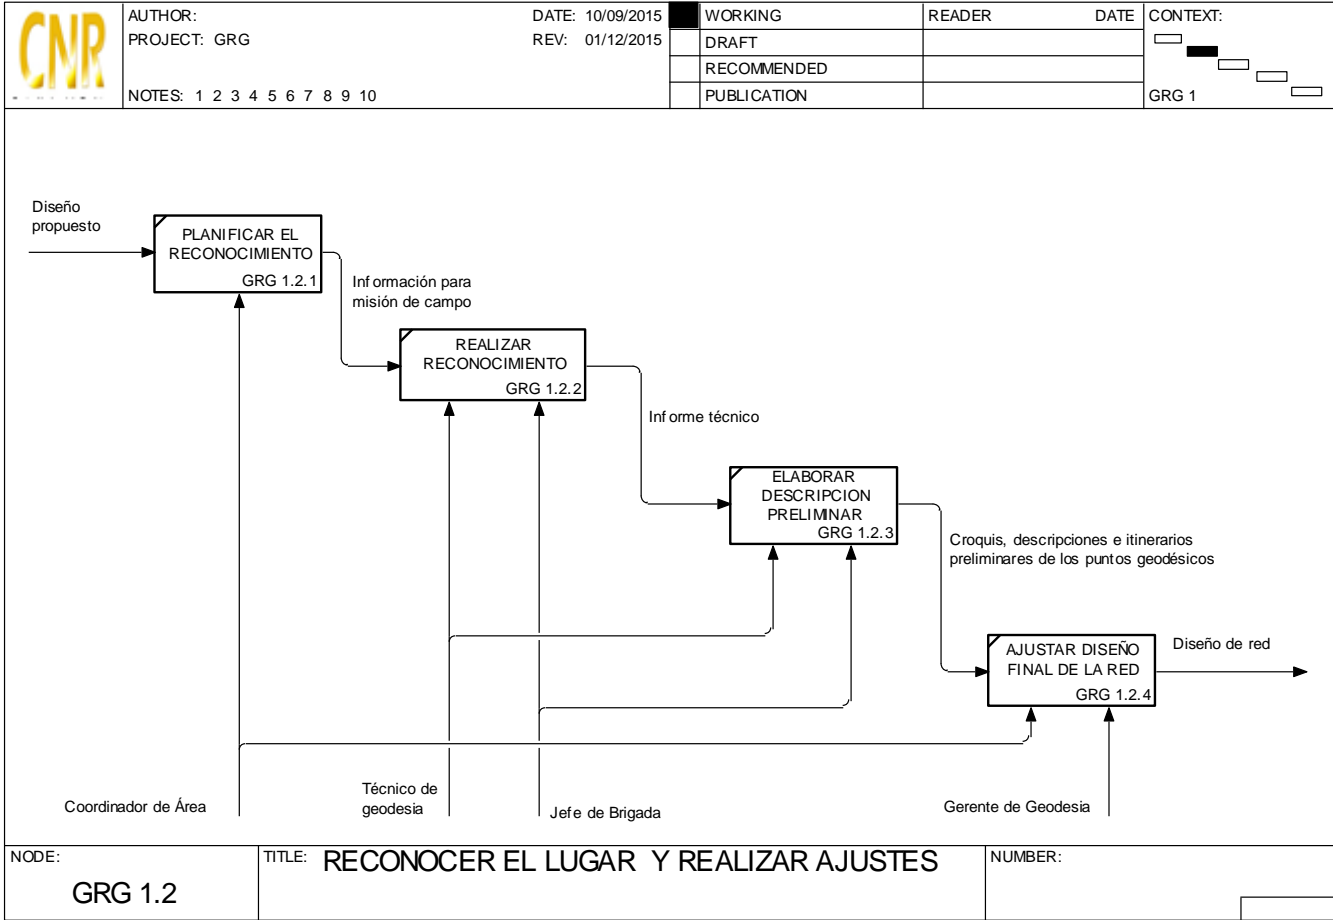 CNR
AUTHOR:
DATE: 10/09/2015
PROJECT: GRG
REV: 01/12/2015
NOTES: 1 2 3 4 5 6 7 8 9 10
WORKING
DRAFT
RECOMMENDED
PUBLICATION
READER
DATE
CONTEXT:
GRG 1
Diseño
propuesto
PLANIFICAR EL
RECONOCIMIENTO
GRG 1.2.1
Información para
misión de campo
REALIZAR
RECONOCIMIENTO
GRG 1.2.2
Informe técnico
ELABORAR
DESCRIPCION
PRELIMINAR
GRG 1.2.3
Croquis, descripciones e itinerarios
preliminares de los puntos geodésicos
AJUSTAR DISEÑO
FINAL DE LA RED
GRG 1.2.4
Diseño de red
Coordinador de Área
Técnico de
geodesia
Jefe de Brigada
Gerente de Geodesia
NODE:
GRG 1.2
TITLE: RECONOCER EL LUGAR Y REALIZAR AJUSTES
NUMBER: